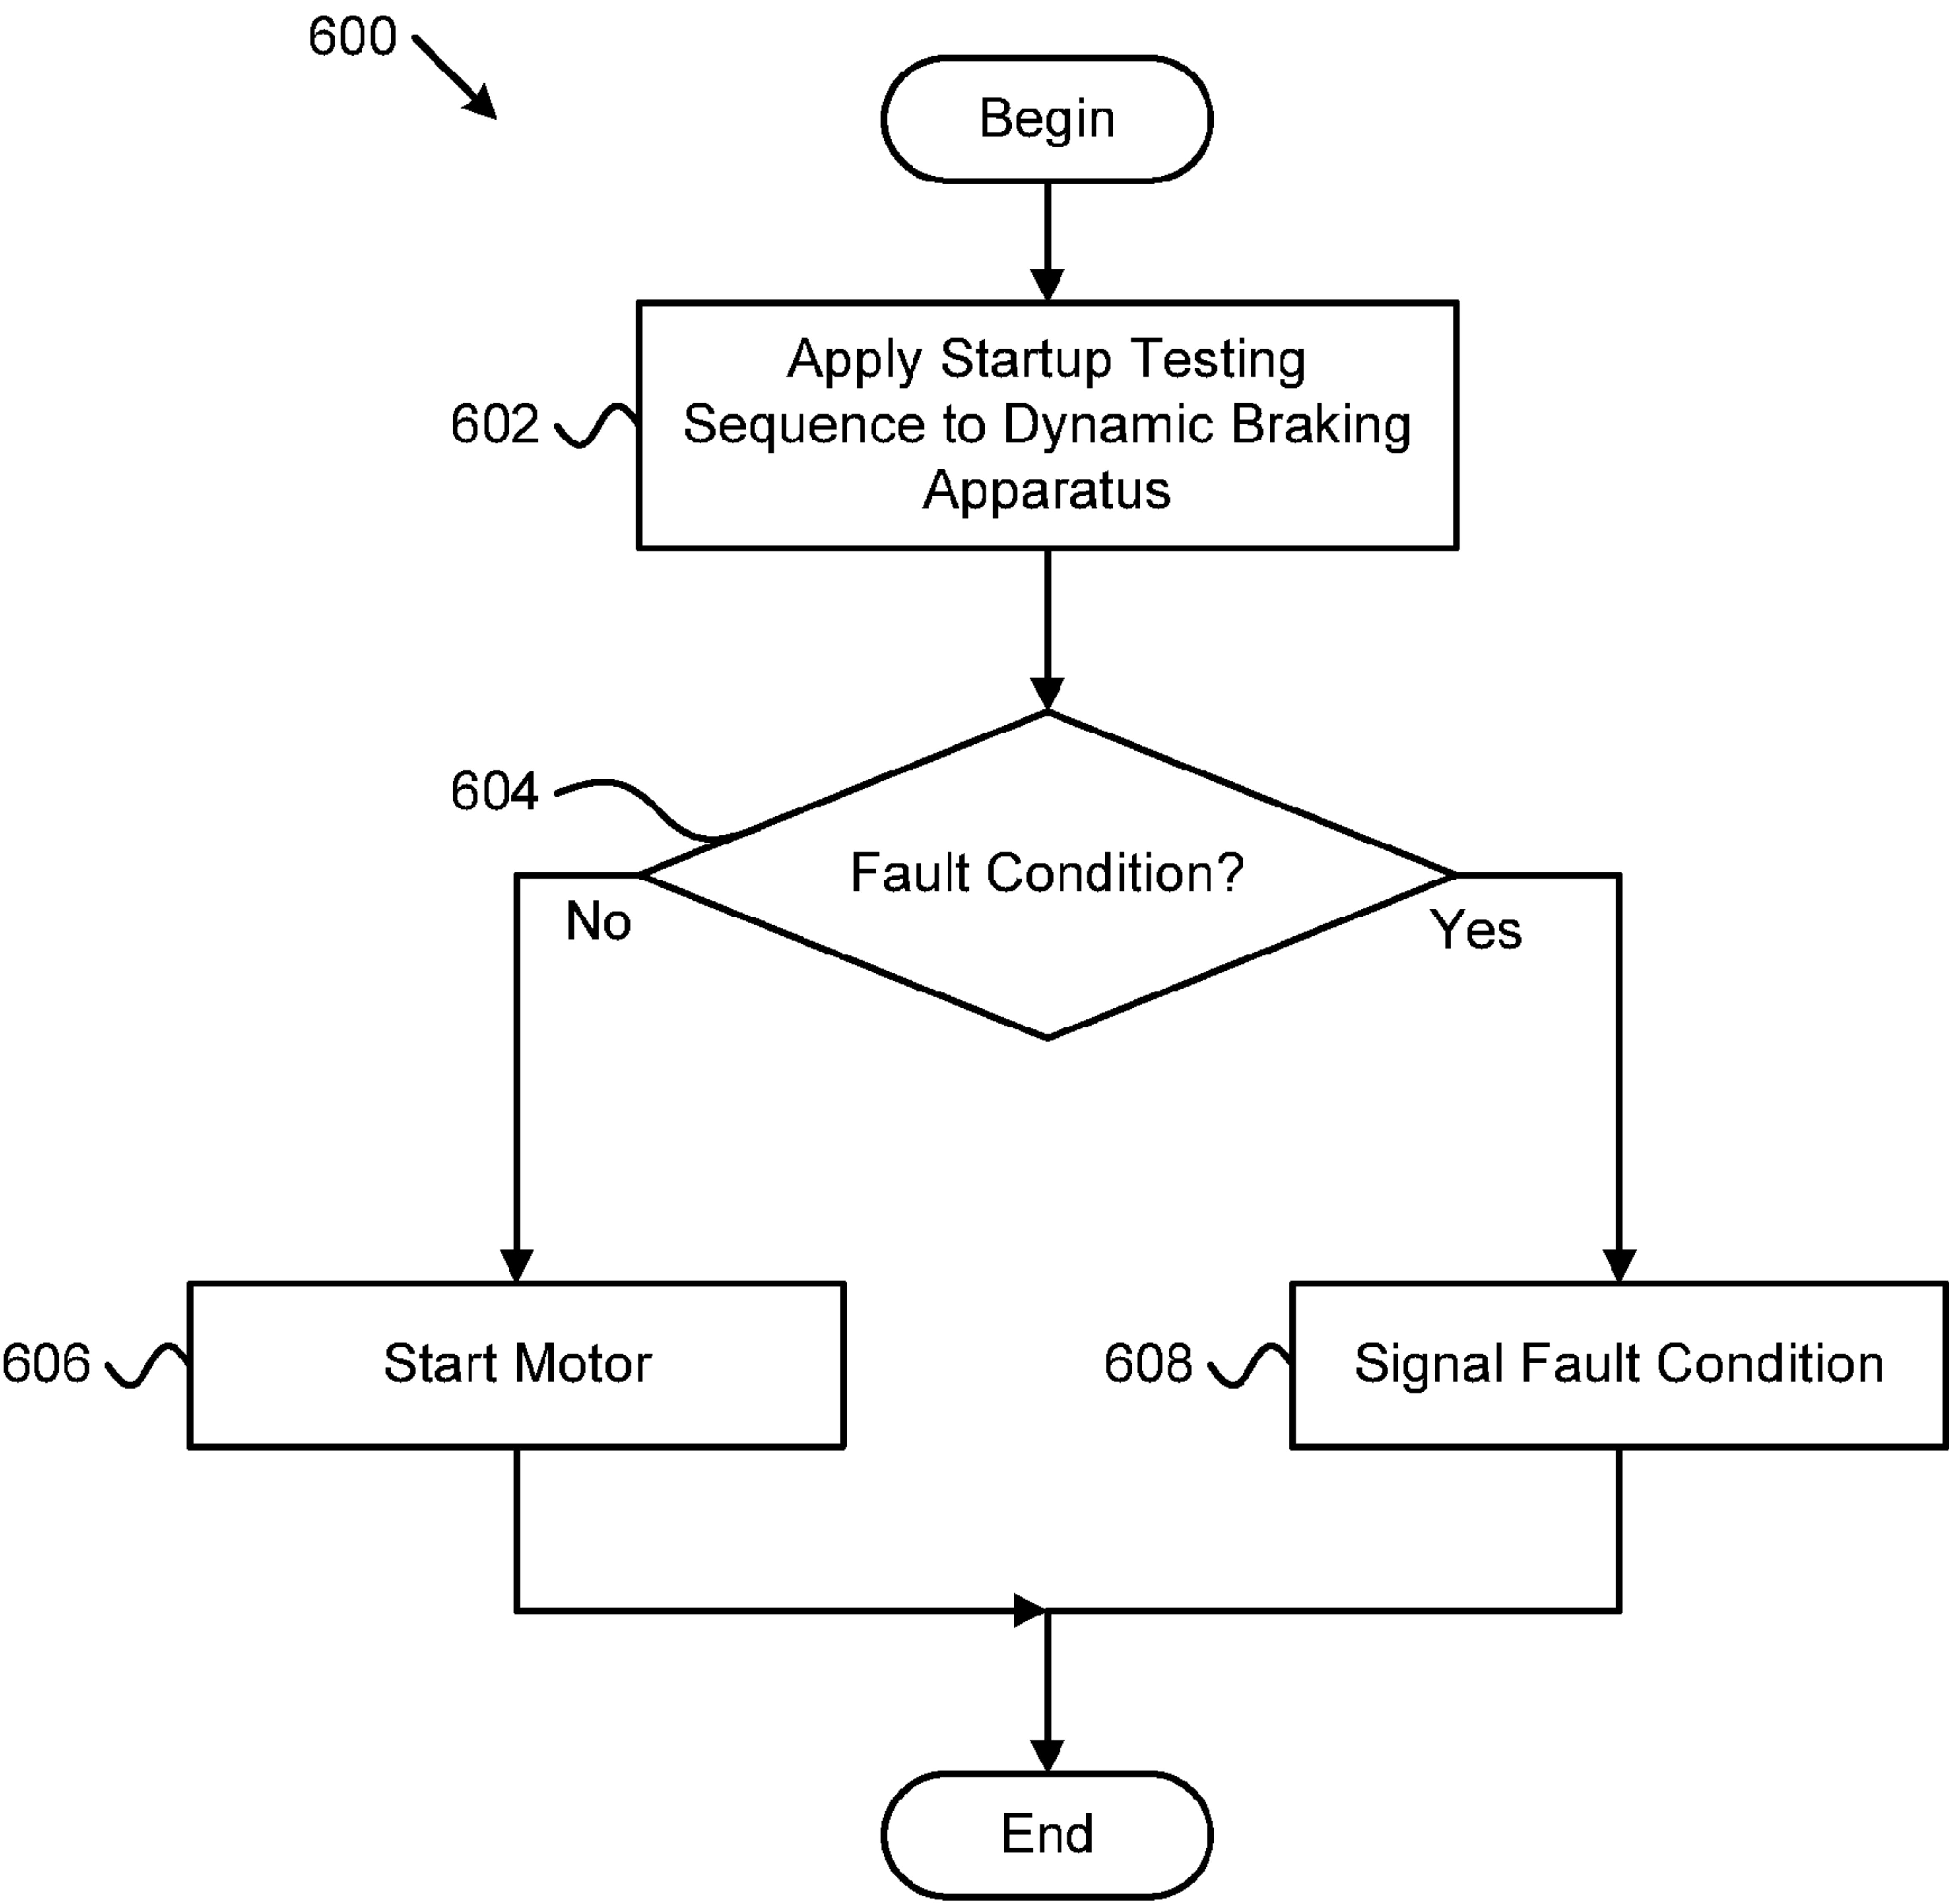 600
Begin
Apply Startup Testing
602
Sequence to Dynamic Braking
Apparatus
604
Fault Condition?
No
Yes
606
Start Motor
608
Signal Fault Condition
End